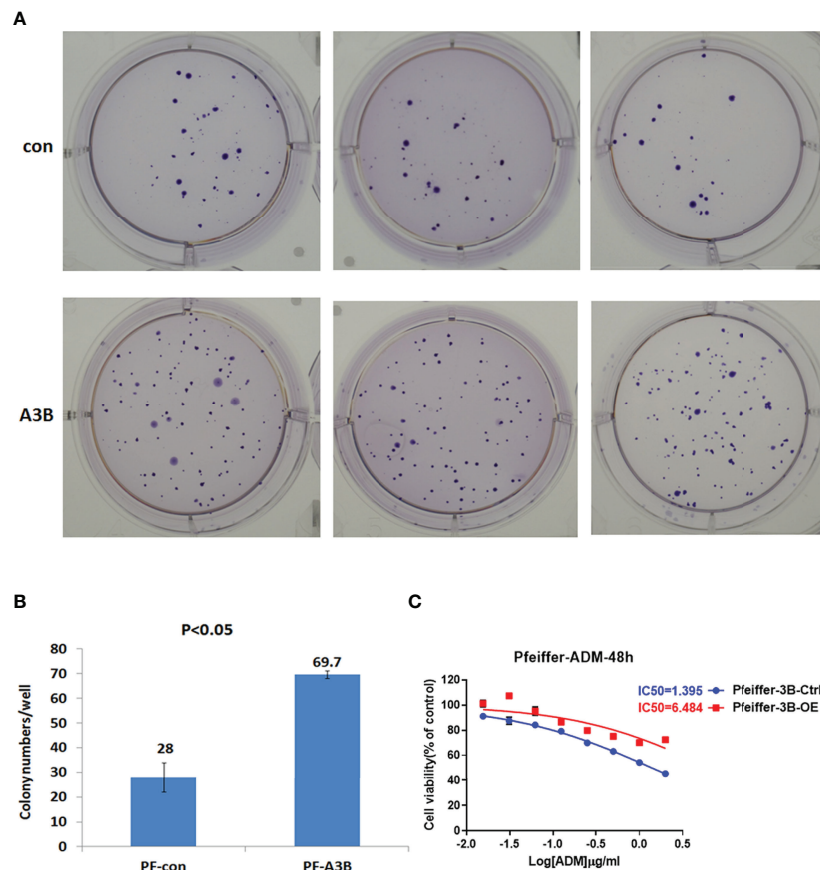 A
con
A3B
B
P<0.05
80
70
60
50
40
30
20
10
0
28
69.7
Colony numbers/well
PF-con
PF-A3B
C
Pfeiffer-ADM-48h
IC50=1.395 Pfeiffer-3B-Ctrl
IC50=6.484 Pfeiffer-3B-OE
Cell viability(% of control)
120
100
80
60
40
20
0
-2.0 -1.5 -1.0 -0.5 0.0 0.5
Log[ADM]μg/ml